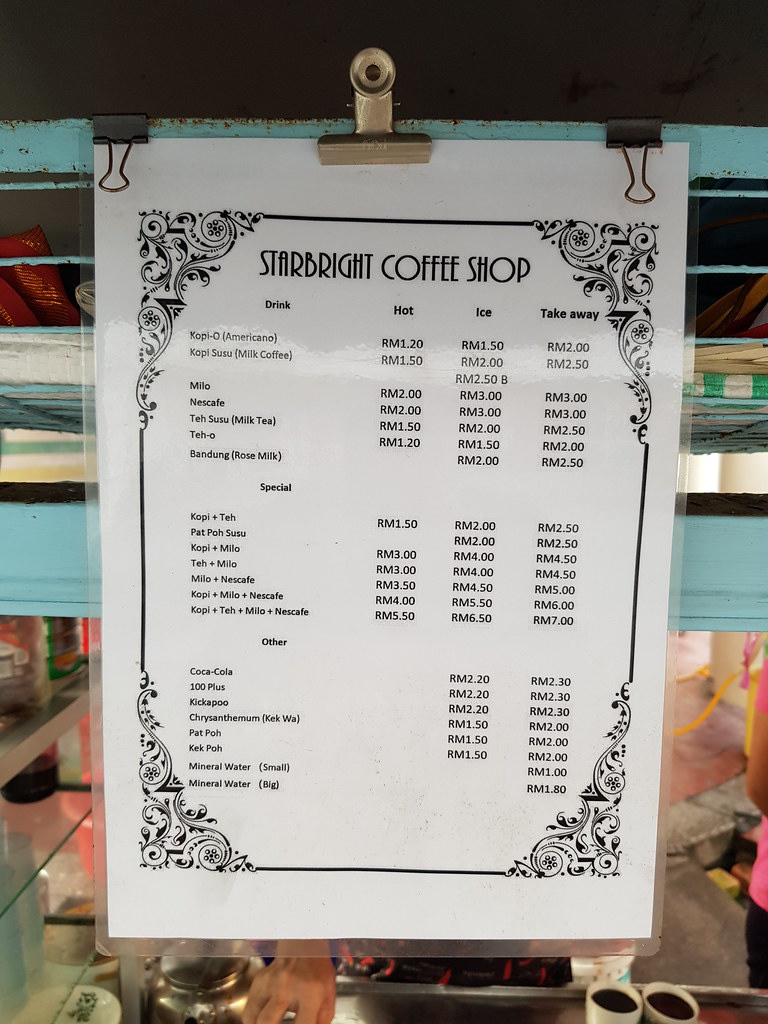 STARBRIGHT COFFEE SHOP
Drink Hot Ice Take away
Kopi-O (Americano) RM1.20 RM1.50 RM2.00
Kopi Susu (Milk Coffee) RM1.50 RM2.00 RM2.50
RM2.50 B
Milo RM2.00 RM3.00 RM3.00
Nescafe RM2.00 RM3.00 RM3.00
Teh Susu (Milk Tea) RM1.50 RM2.00 RM2.50
Teh-o RM1.20 RM1.50 RM2.00
Bandung (Rose Milk) RM2.00 RM2.50
Special
Kopi + Teh RM1.50 RM2.00 RM2.50
Pat Poh Susu RM2.00 RM2.50
Kopi + Milo RM3.00 RM4.00 RM4.50
Teh + Milo RM3.00 RM4.00 RM4.50
Milo + Nescafe RM3.50 RM4.50 RM5.00
Kopi + Milo + Nescafe RM4.00 RM5.50 RM6.00
Kopi + Teh + Milo + Nescafe RM5.50 RM6.50 RM7.00
Other
Coca-Cola RM2.20 RM2.30
100 Plus RM2.20 RM2.30
Kickapoo RM2.20 RM2.30
Chrysanthemum (Kek Wa) RM1.50 RM2.00
Pat Poh RM1.50 RM2.00
Kek Poh RM1.50 RM2.00
Mineral Water (Small) RM1.00
Mineral Water (Big) RM1.80